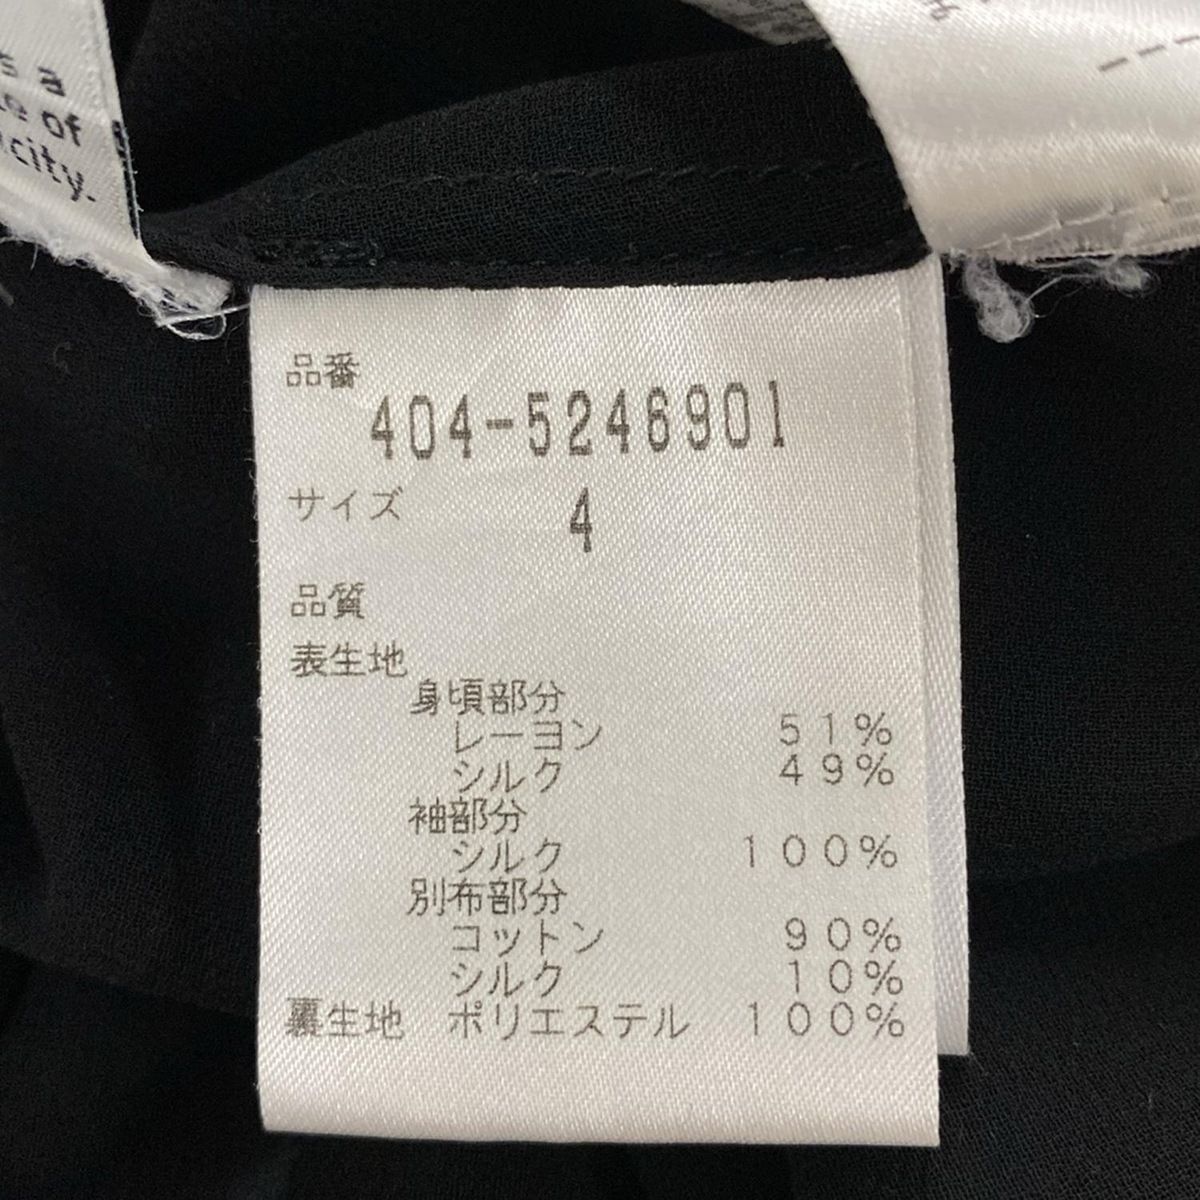 s a
of
icity.
品番
404-5246901
サイズ 4
品質
表生地
身頃部分
レーヨン 51%
シルク 49%
袖部分
シルク 100%
別布部分
コットン 90%
シルク 10%
裏生地 ポリエステル 100%